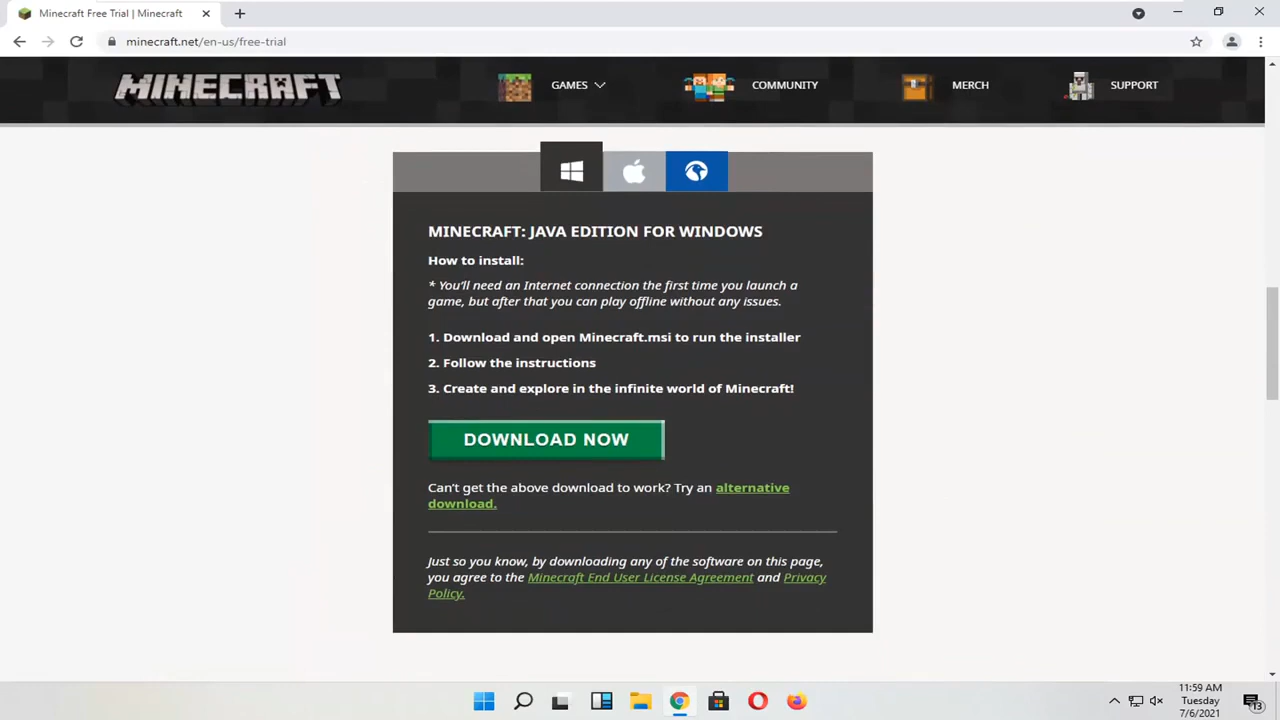 Minecraft Free Trial | Minecraft
minecraft.net/en-us/free-trial
MINECRAFT
GAMES
COMMUNITY
MERCH
SUPPORT
MINECRAFT: JAVA EDITION FOR WINDOWS
How to install:
* You'll need an Internet connection the first time you launch a
game, but after that you can play offline without any issues.
1. Download and open Minecraft.msi to run the installer
2. Follow the instructions
3. Create and explore in the infinite world of Minecraft!
DOWNLOAD NOW
Can't get the above download to work? Try an alternative
download.
Just so you know, by downloading any of the software on this page,
you agree to the Minecraft End User License Agreement and Privacy
Policy.
11:59 AM
Tuesday
7/6/2021
13